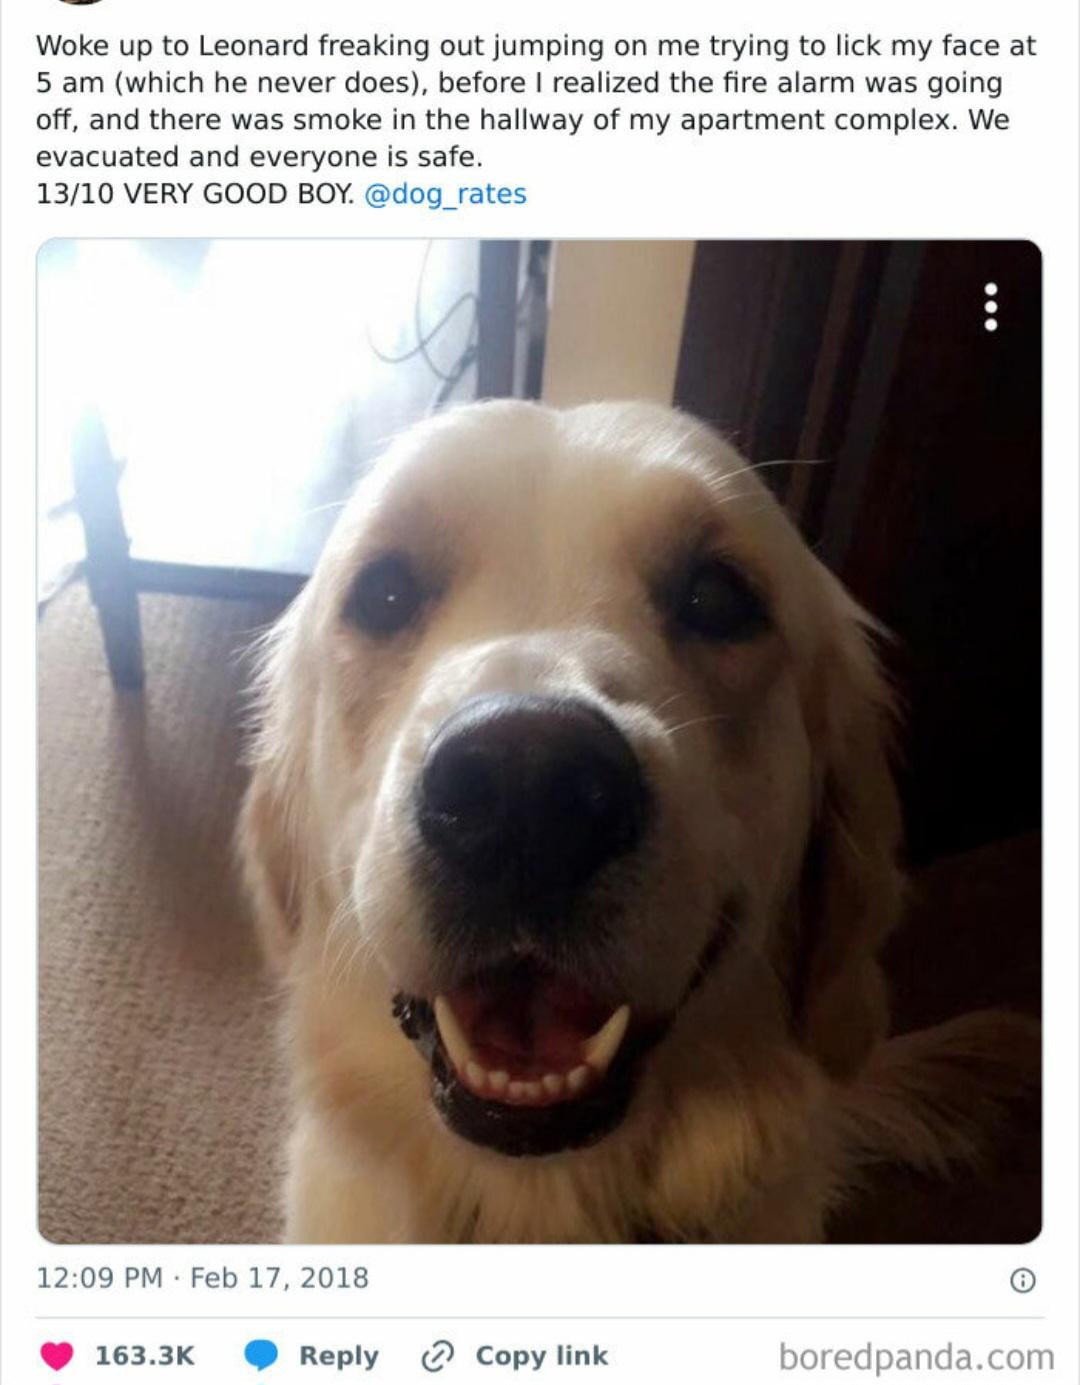 Woke up to Leonard freaking out jumping on me trying to lick my face at
5 am (which he never does), before I realized the fire alarm was going
off, and there was smoke in the hallway of my apartment complex. We
evacuated and everyone is safe.
13/10 VERY GOOD BOY. @dog_rates
12:09 PM · Feb 17, 2018
163.3K Reply Copy link boredpanda.com